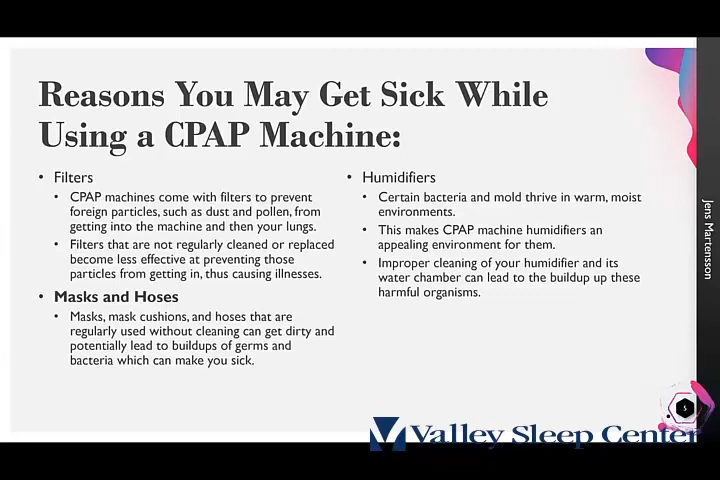 Reasons You May Get Sick While
Using a CPAP Machine:
• Filters
• CPAP machines come with filters to prevent
foreign particles, such as dust and pollen, from
getting into the machine and then your lungs.
• Filters that are not regularly cleaned or replaced
become less effective at preventing those
particles from getting in, thus causing illnesses.
• Masks and Hoses
• Masks, mask cushions, and hoses that are
regularly used without cleaning can get dirty and
potentially lead to buildups of germs and
bacteria which can make you sick.
• Humidifiers
• Certain bacteria and mold thrive in warm, moist
environments.
• This makes CPAP machine humidifiers an
appealing environment for them.
• Improper cleaning of your humidifier and its
water chamber can lead to the buildup up these
harmful organisms.
Jens Martensson
5
Valley Sleep Center